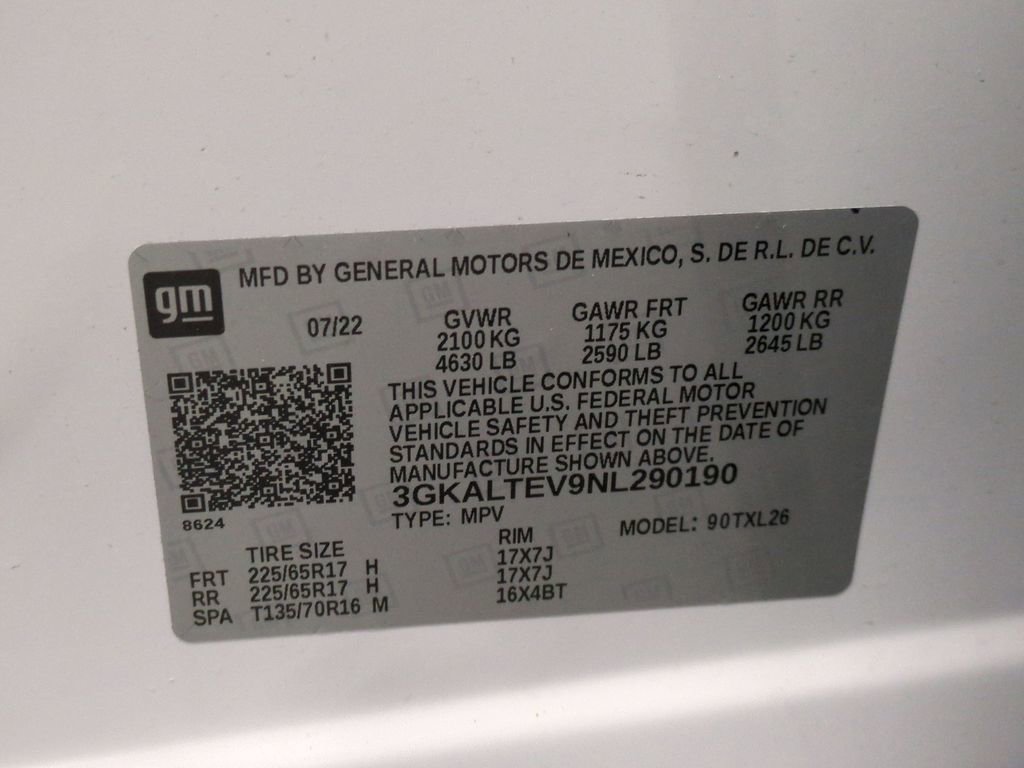 gm
MFD BY GENERAL MOTORS DE MEXICO, S. DE R.L. DE C.V.
07/22
GVWR
2100 KG
4630 LB
GAWR FRT
1175 KG
2590 LB
GAWR RR
1200 KG
2645 LB
THIS VEHICLE CONFORMS TO ALL
APPLICABLE U.S. FEDERAL MOTOR
VEHICLE SAFETY AND THEFT PREVENTION
STANDARDS IN EFFECT ON THE DATE OF
MANUFACTURE SHOWN ABOVE.
3GKALTEV9NL290190
8624
TYPE: MPV
MODEL: 90TXL26
TIRE SIZE RIM
FRT 225/65R17 H 17X7J
RR 225/65R17 H 17X7J
SPA T135/70R16 M 16X4BT